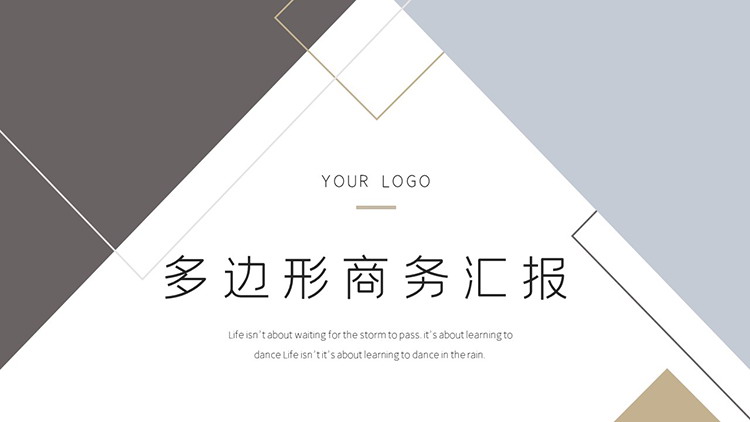 YOUR LOGO
多边形商务汇报
Life isn't about waiting for the storm to pass. it's about learning to
dance Life isn't it's about learning to dance in the rain.